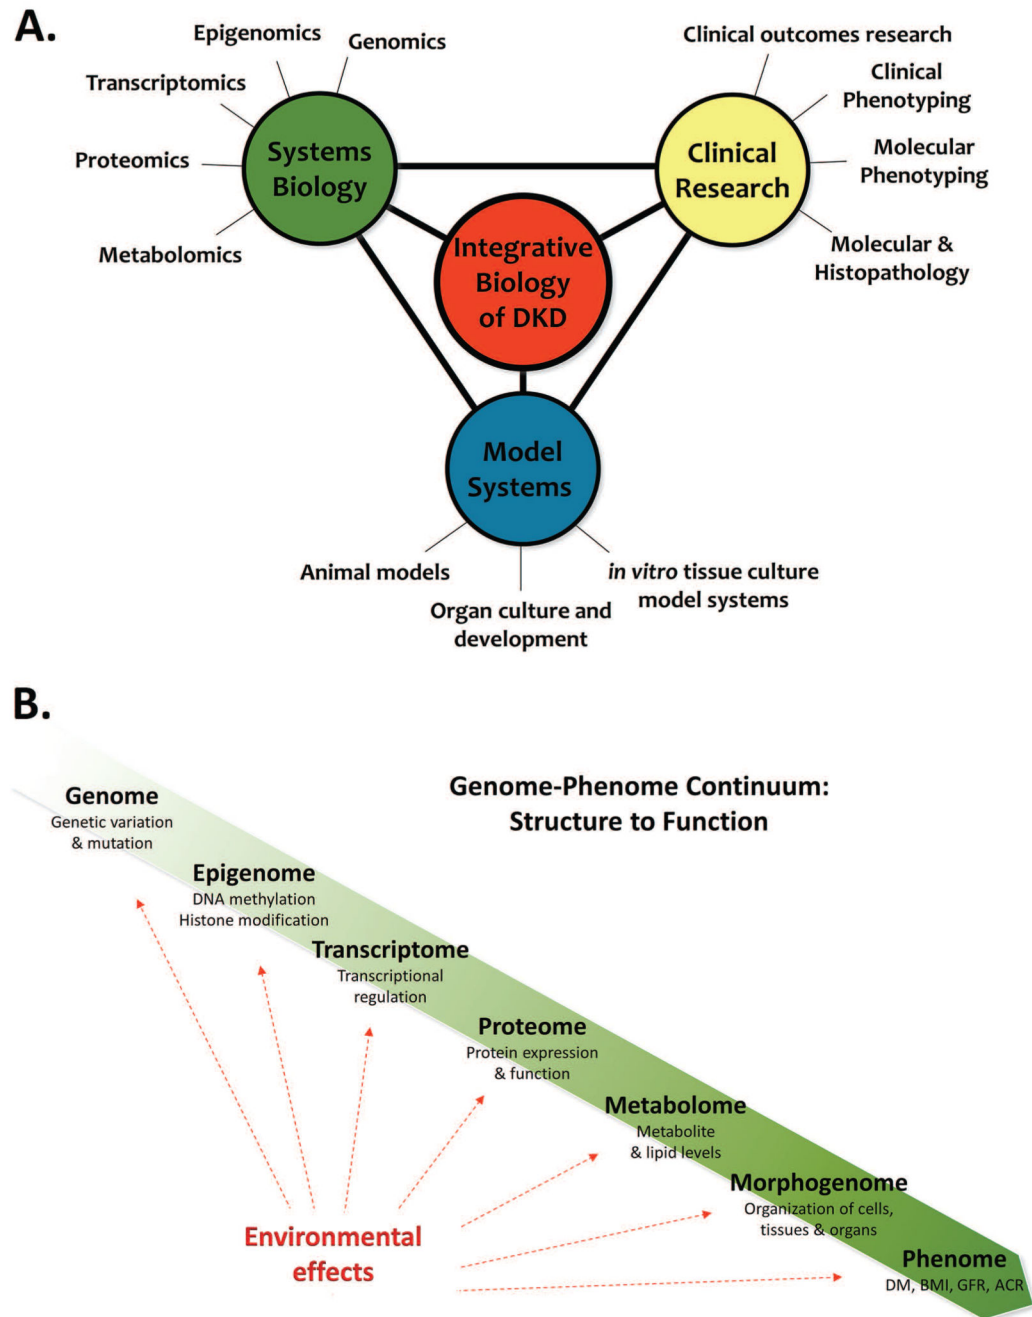 A.
Epigenomics
Genomics
Transcriptomics
Proteomics
Metabolomics
Systems
Biology
Clinical outcomes research
Clinical
Phenotyping
Molecular
Phenotyping
Molecular &
Histopathology
Clinical
Research
Integrative
Biology
of DKD
Model
Systems
Animal models
Organ culture and
development
in vitro tissue culture
model systems
B.
Genome-Phenome Continuum:
Structure to Function
Genome
Genetic variation
& mutation
Epigenome
DNA methylation
Histone modification
Transcriptome
Transcriptional
regulation
Proteome
Protein expression
& function
Metabolome
Metabolite
& lipid levels
Morphogenome
Organization of cells,
tissues & organs
Phenome
DM, BMI, GFR, ACR
Environmental
effects